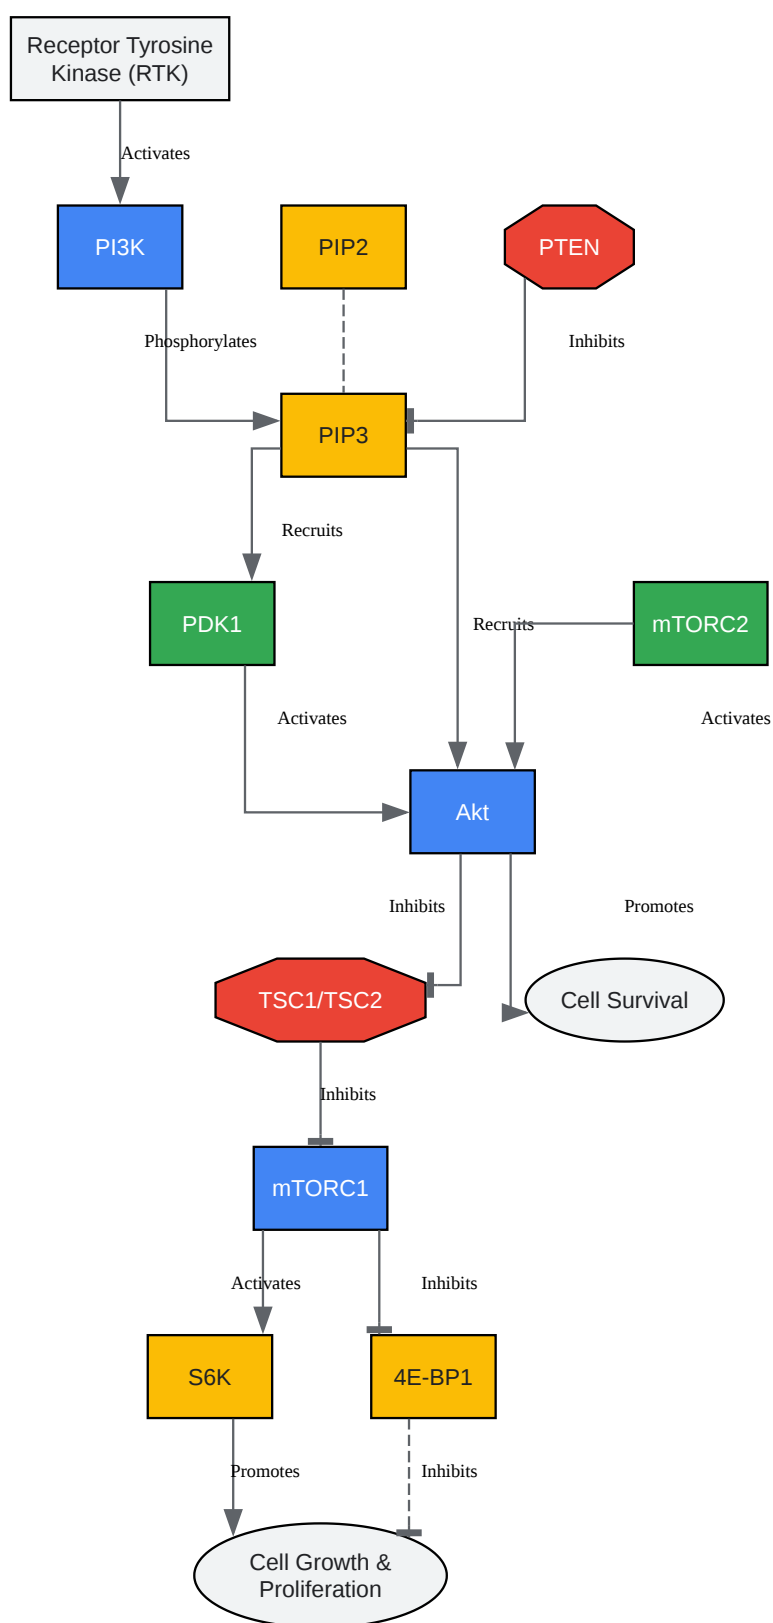 Receptor Tyrosine
Kinase (RTK)
Activates
PI3K
PIP2
PTEN
Phosphorylates
Inhibits
PIP3
Recruits
PDK1
Recruits
mTORC2
Activates
Activates
Akt
Inhibits
Promotes
TSC1/TSC2
Cell Survival
Inhibits
mTORC1
Activates
Inhibits
S6K
4E-BP1
Promotes
Inhibits
Cell Growth &
Proliferation